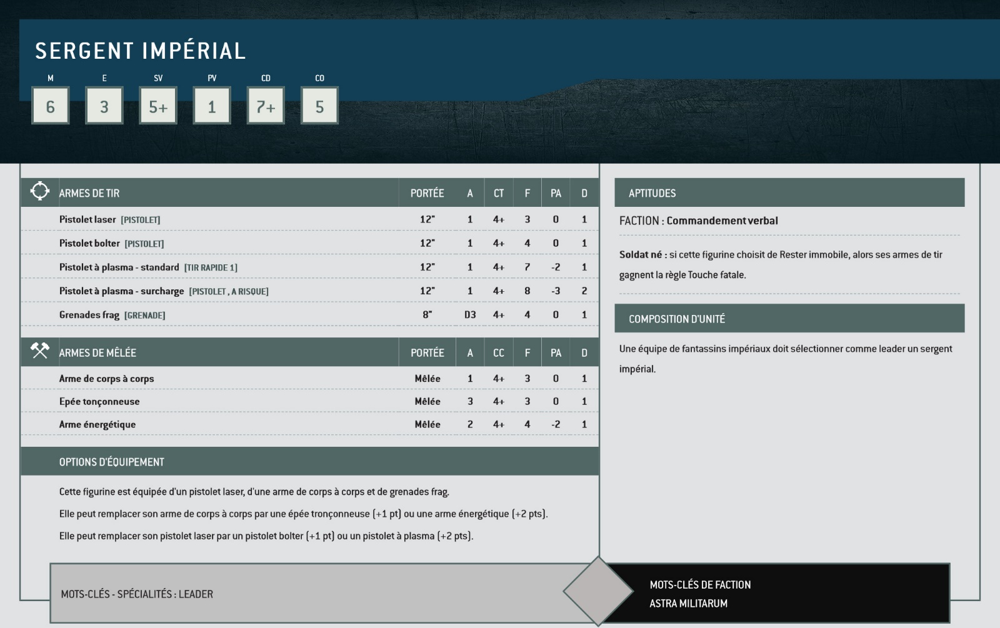 SERGENT IMPÉRIAL
M E SV PV CD CO
6 3 5+ 1 7+ 5
ARMES DE TIR PORTÉE A CT F PA D
Pistolet laser [PISTOLET] 12" 1 4+ 3 0 1
Pistolet bolter [PISTOLET] 12" 1 4+ 4 0 1
Pistolet à plasma - standard [TIR RAPIDE 1] 12" 1 4+ 7 -2 1
Pistolet à plasma - surcharge [PISTOLET , A RISQUE] 12" 1 4+ 8 -3 2
Grenades frag [GRENADE] 8" D3 4+ 4 0 1
ARMES DE MÊLÉE PORTÉE A CC F PA D
Arme de corps à corps Mêlée 1 4+ 3 0 1
Epée tonçonneuse Mêlée 3 4+ 3 0 1
Arme énergétique Mêlée 2 4+ 4 -2 1
OPTIONS D'ÉQUIPEMENT
Cette figurine est équipée d'un pistolet laser, d'une arme de corps à corps et de grenades frag.
Elle peut remplacer son arme de corps à corps par une épée tronçonneuse (+1 pt) ou une arme énergétique (+2 pts).
Elle peut remplacer son pistolet laser par un pistolet bolter (+1 pt) ou un pistolet à plasma (+2 pts).
APTITUDES
FACTION : Commandement verbal
Soldat né : si cette figurine choisit de Rester immobile, alors ses armes de tir
gagnent la règle Touche fatale.
COMPOSITION D'UNITÉ
Une équipe de fantassins impériaux doit sélectionner comme leader un sergent
impérial.
MOTS-CLÉS - SPÉCIALITÉS : LEADER
MOTS-CLÉS DE FACTION
ASTRA MILITARUM